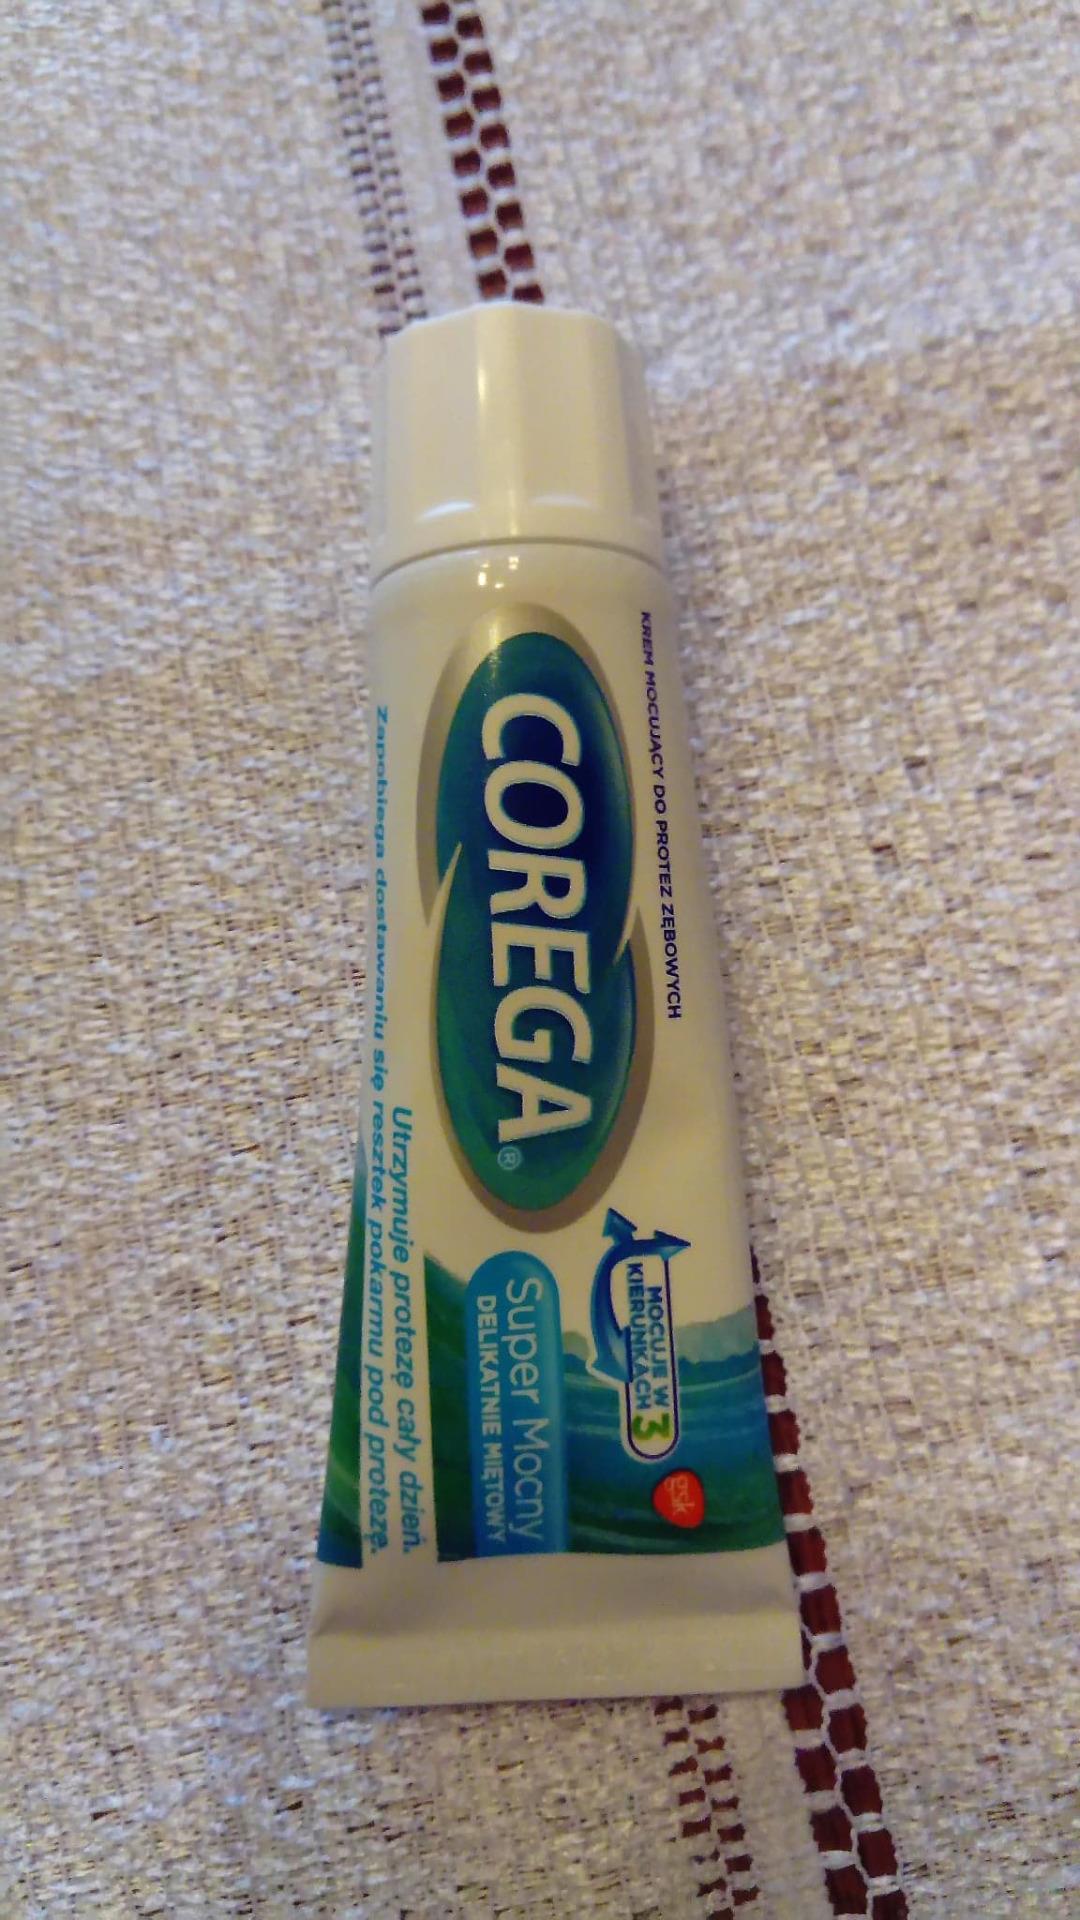 KREM MOCUJĄCY DO PROTEZ ZĘBOWYCH
COREGA®
MOCUJE W
KIERUNKACH 3
gsk
Super Mocny
DELIKATNIE MIĘTOWY
Utrzymuje protezę cały dzień.
Zapobiega dostawaniu się resztek pokarmu pod protezę.